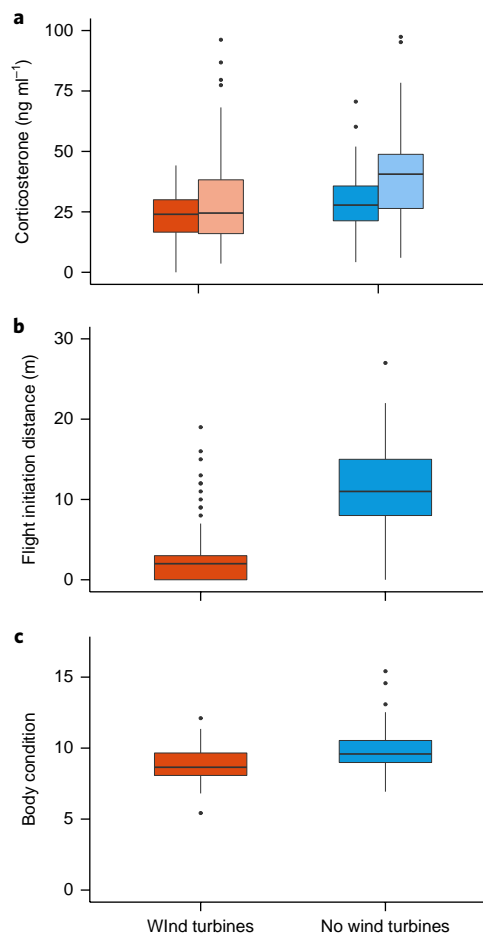 a
Corticosterone (ng ml⁻¹)
100
75
50
25
0
b
Flight initiation distance (m)
30
20
10
0
c
Body condition
15
10
5
0
WInd turbines
No wind turbines